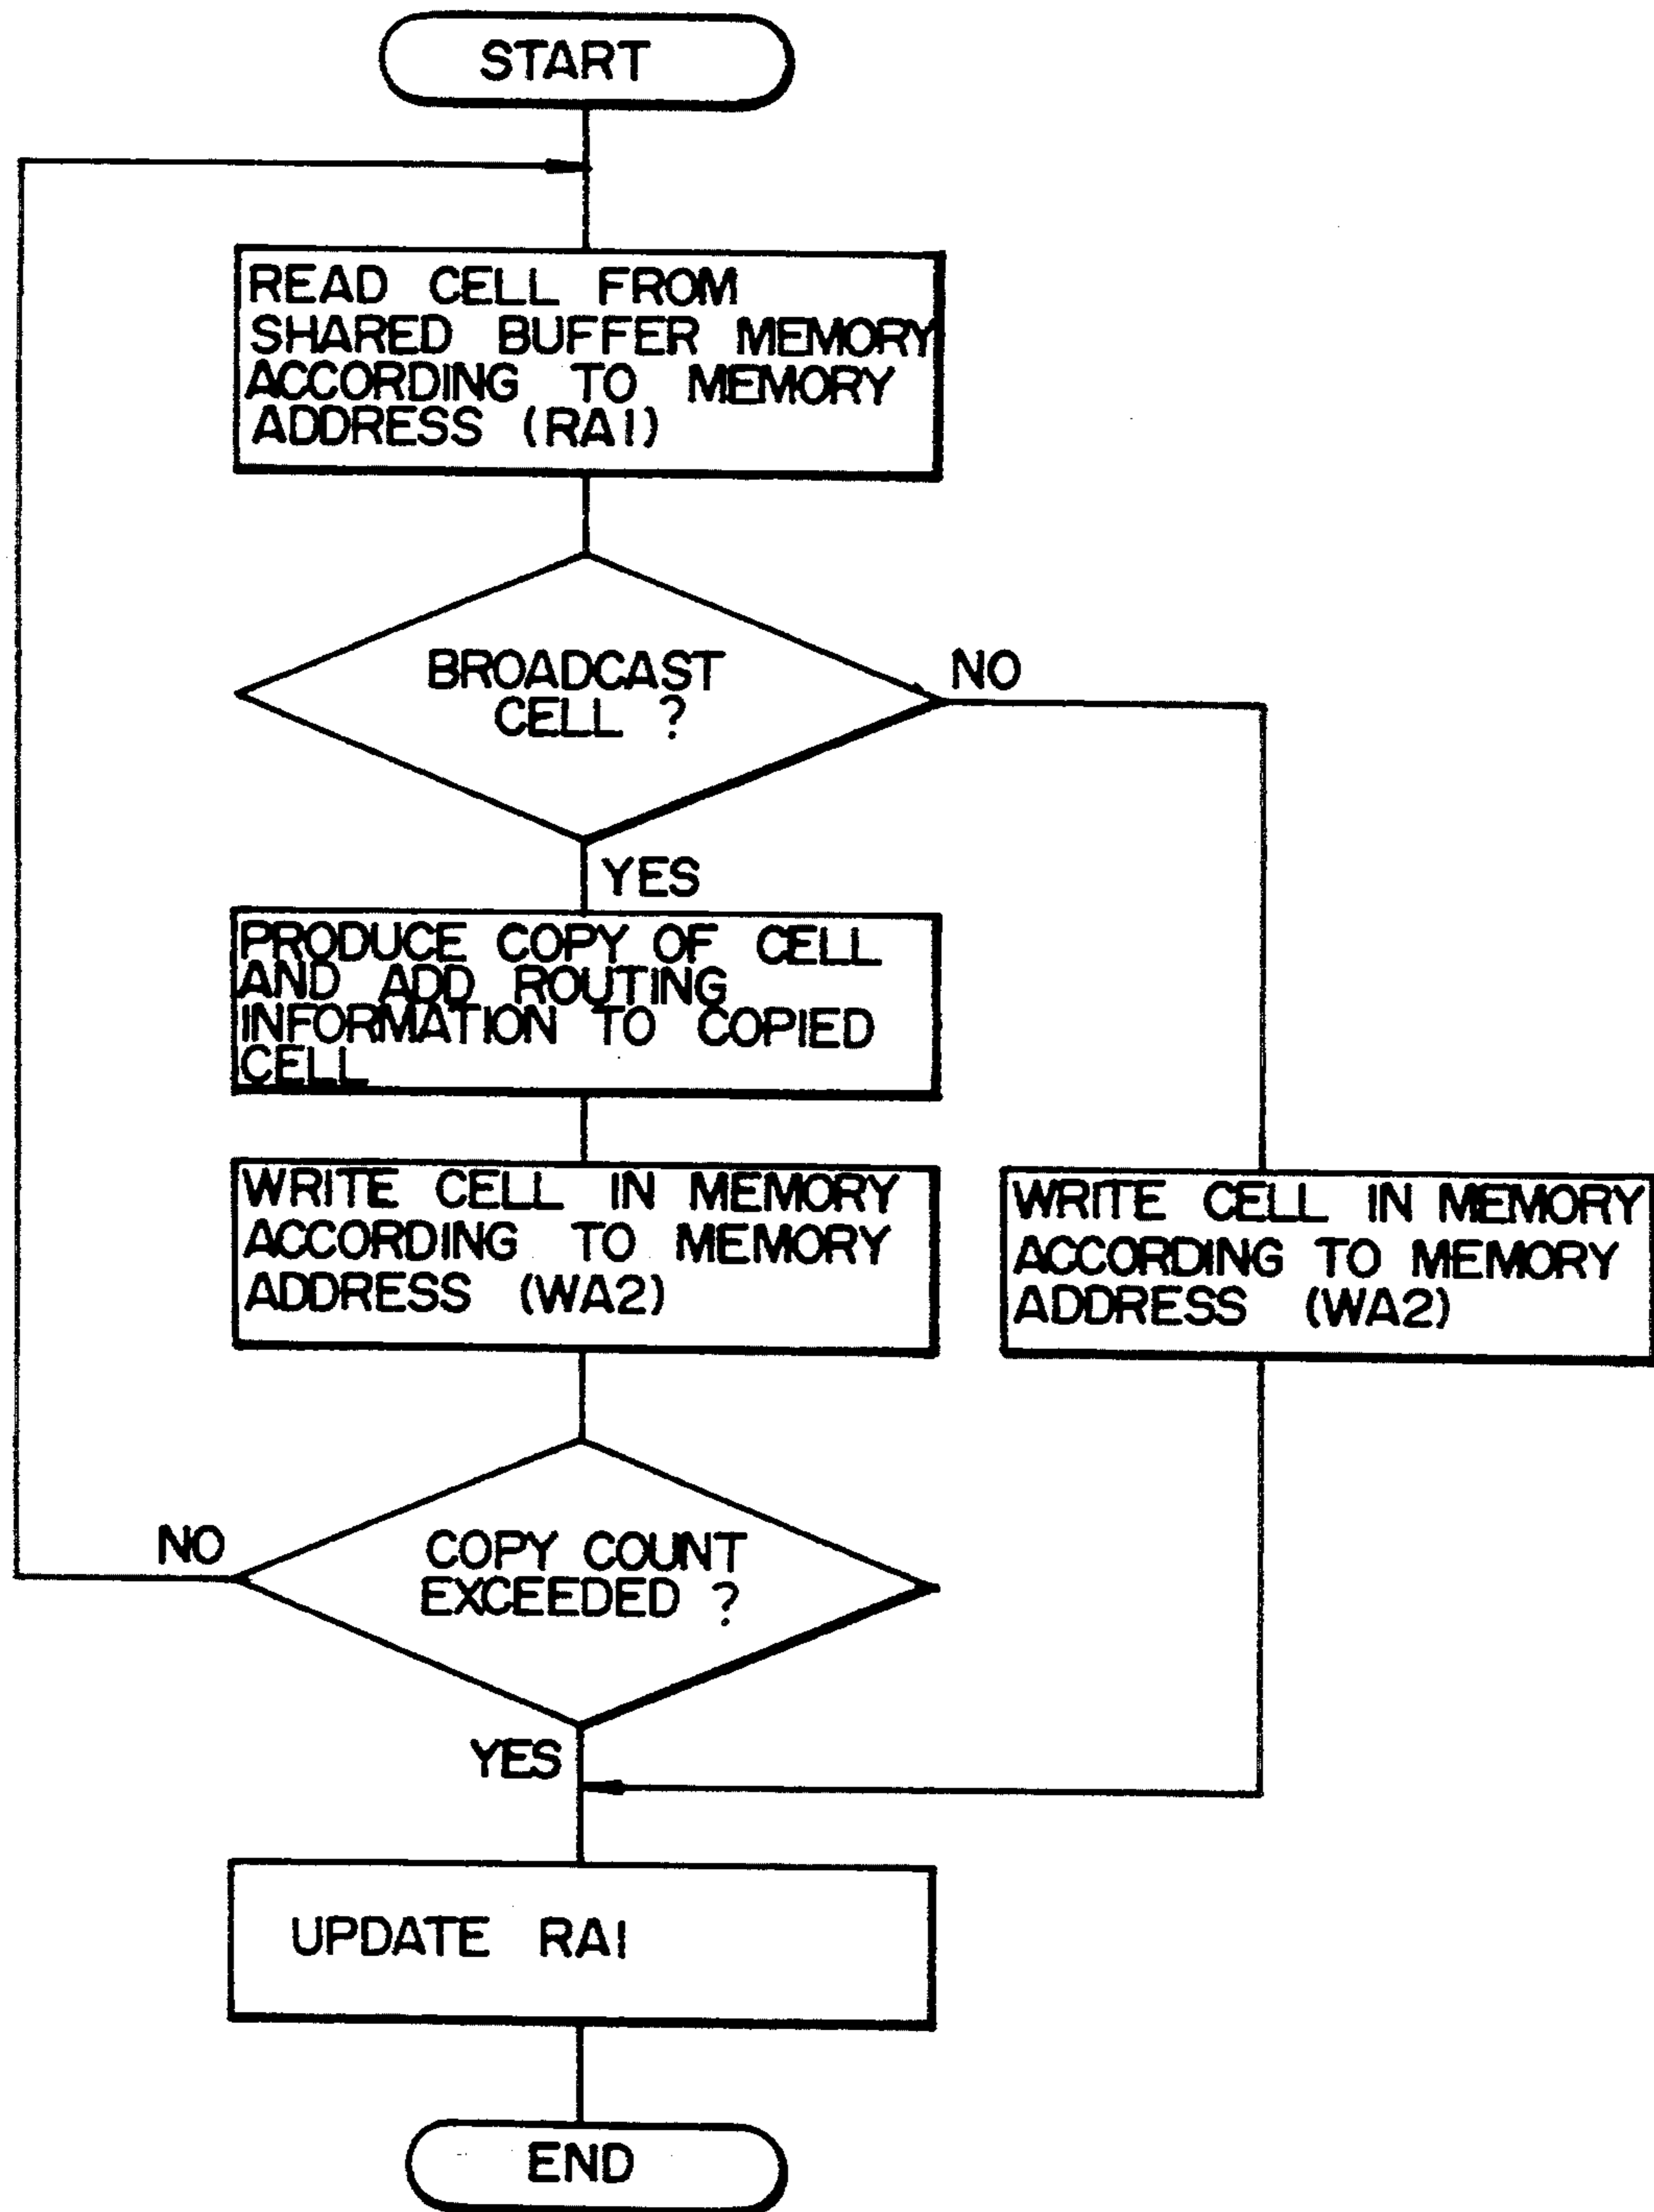 START
READ CELL FROM
SHARED BUFFER MEMORY
ACCORDING TO MEMORY
ADDRESS (RA1)
BROADCAST
CELL ?
NO
YES
PRODUCE COPY OF CELL
AND ADD ROUTING
INFORMATION TO COPIED
CELL
WRITE CELL IN MEMORY
ACCORDING TO MEMORY
ADDRESS (WA2)
WRITE CELL IN MEMORY
ACCORDING TO MEMORY
ADDRESS (WA2)
COPY COUNT
EXCEEDED ?
NO
YES
UPDATE RA1
END